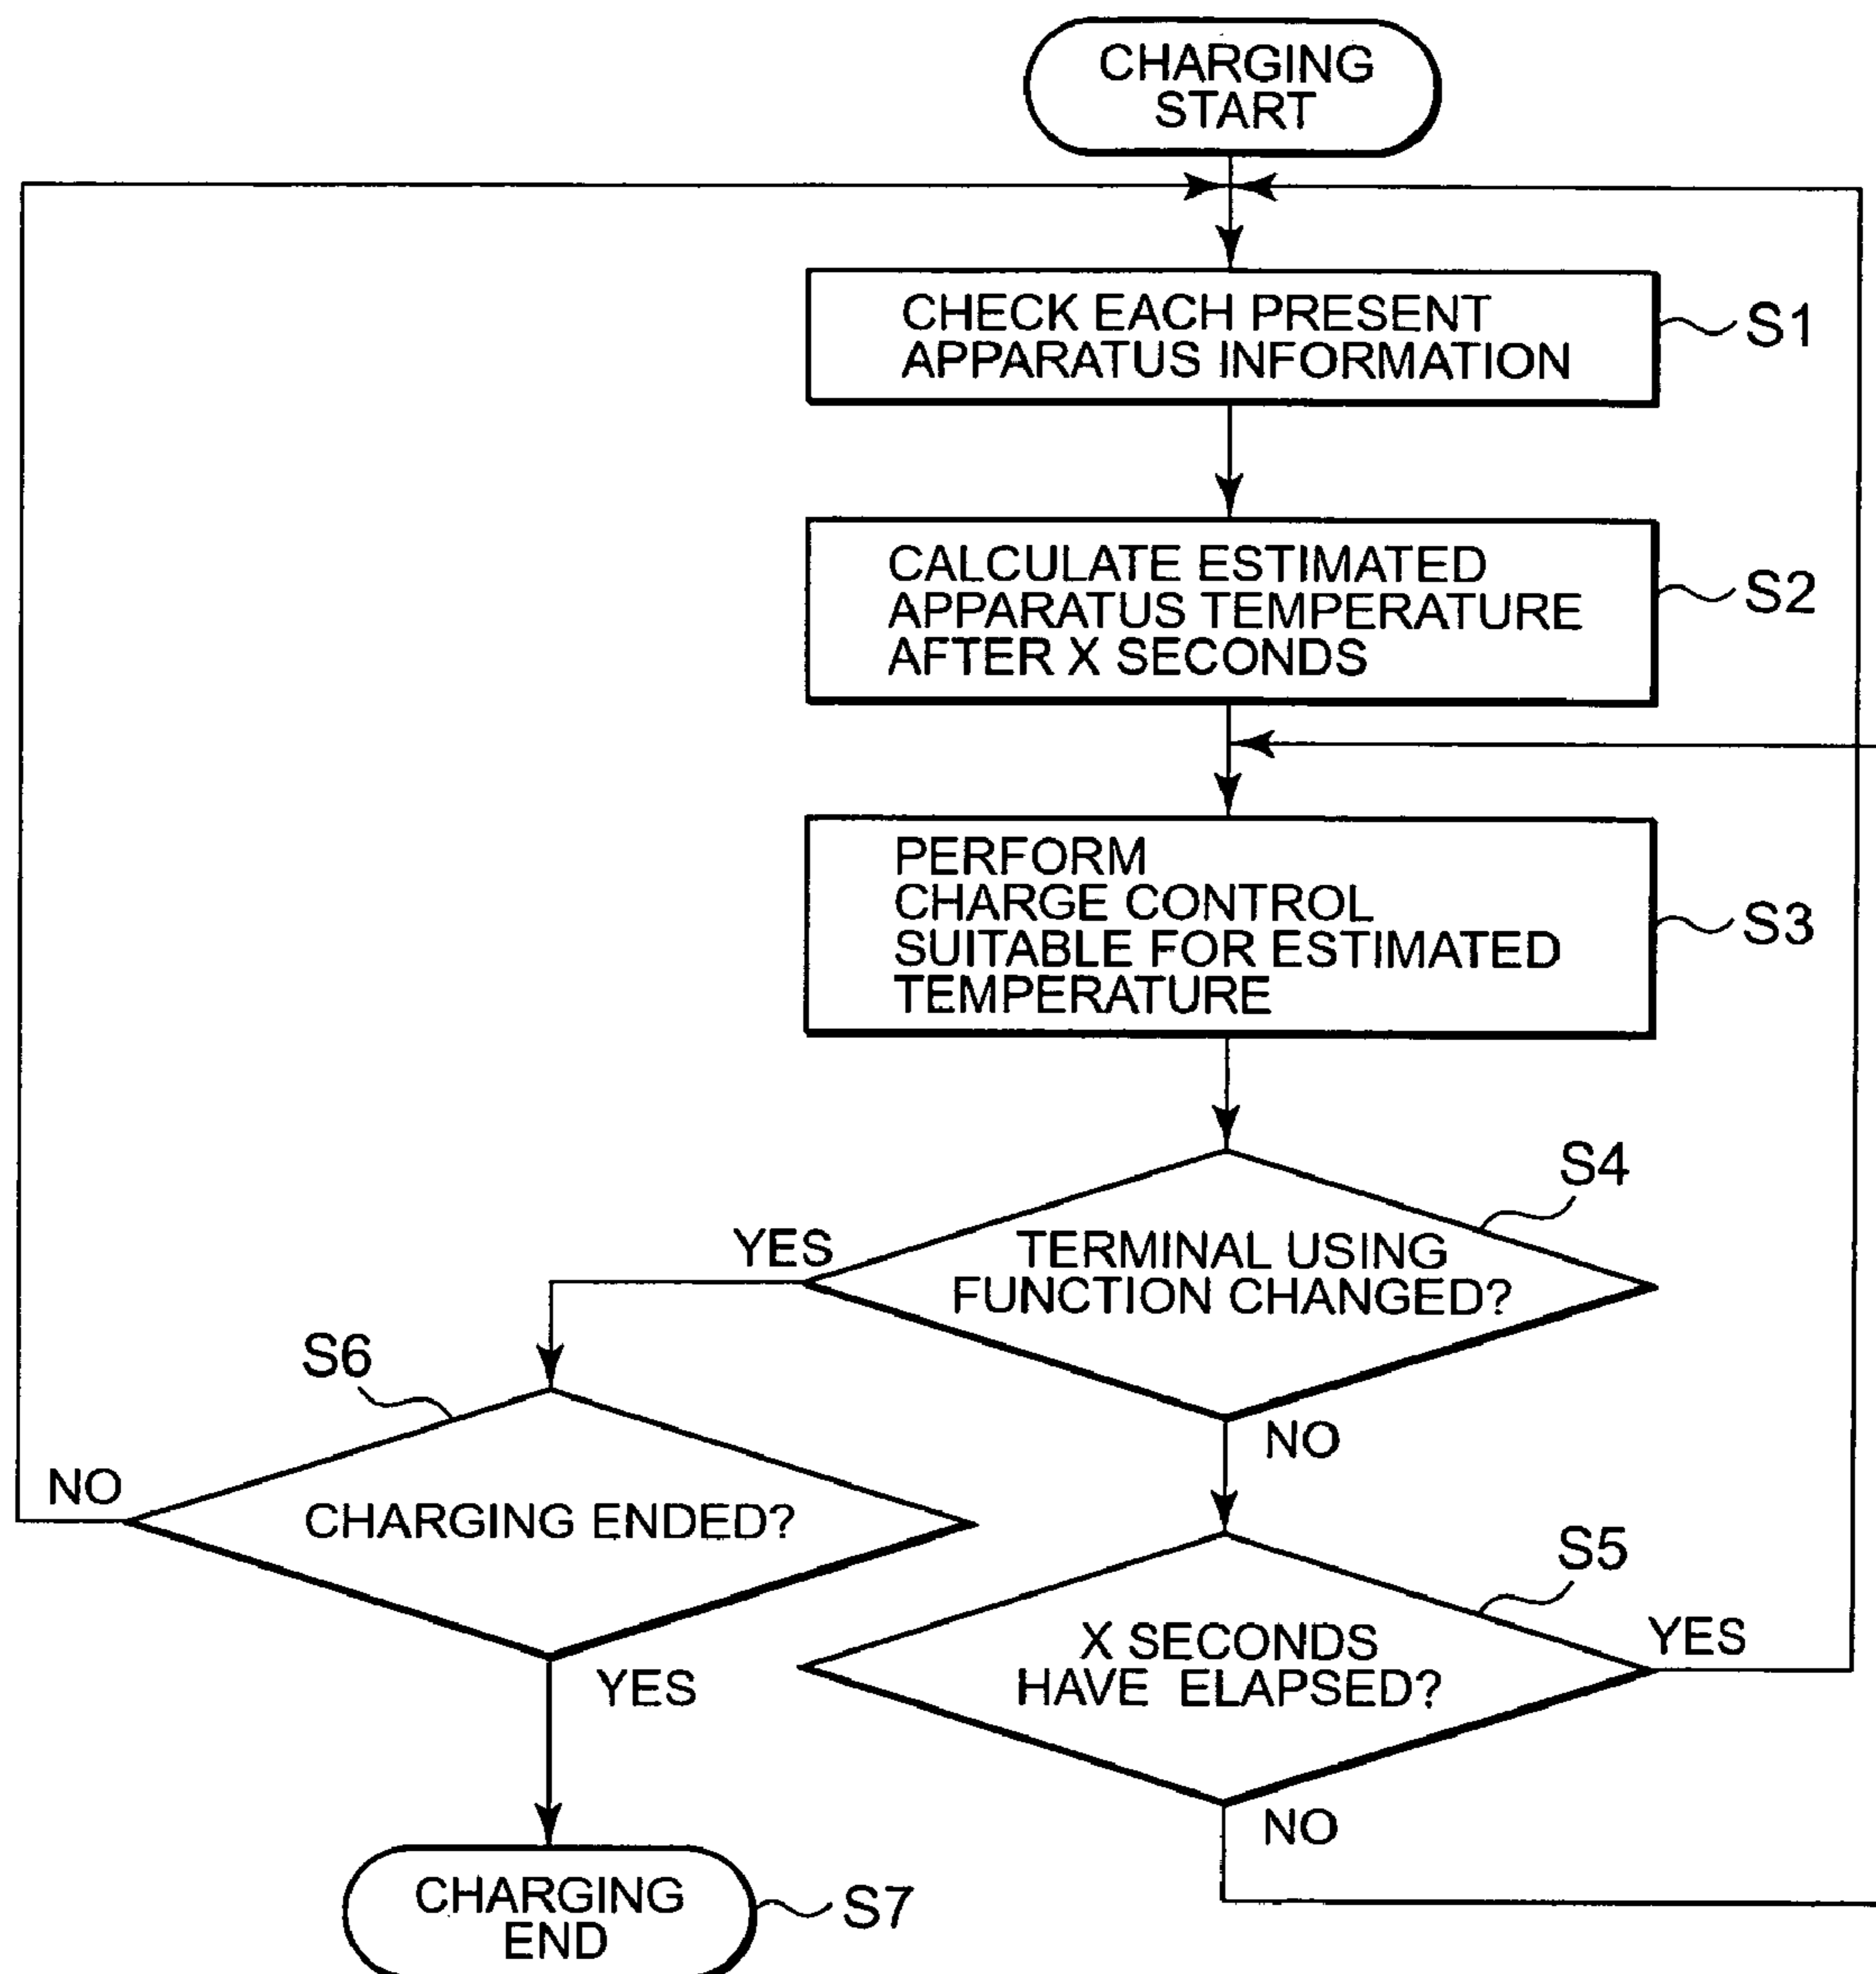 CHARGING
START
CHECK EACH PRESENT
APPARATUS INFORMATION
S1
CALCULATE ESTIMATED
APPARATUS TEMPERATURE
AFTER X SECONDS
S2
PERFORM
CHARGE CONTROL
SUITABLE FOR ESTIMATED
TEMPERATURE
S3
S4
YES
TERMINAL USING
FUNCTION CHANGED?
NO
S6
NO
CHARGING ENDED?
YES
S5
X SECONDS
HAVE ELAPSED?
YES
NO
CHARGING
END
S7